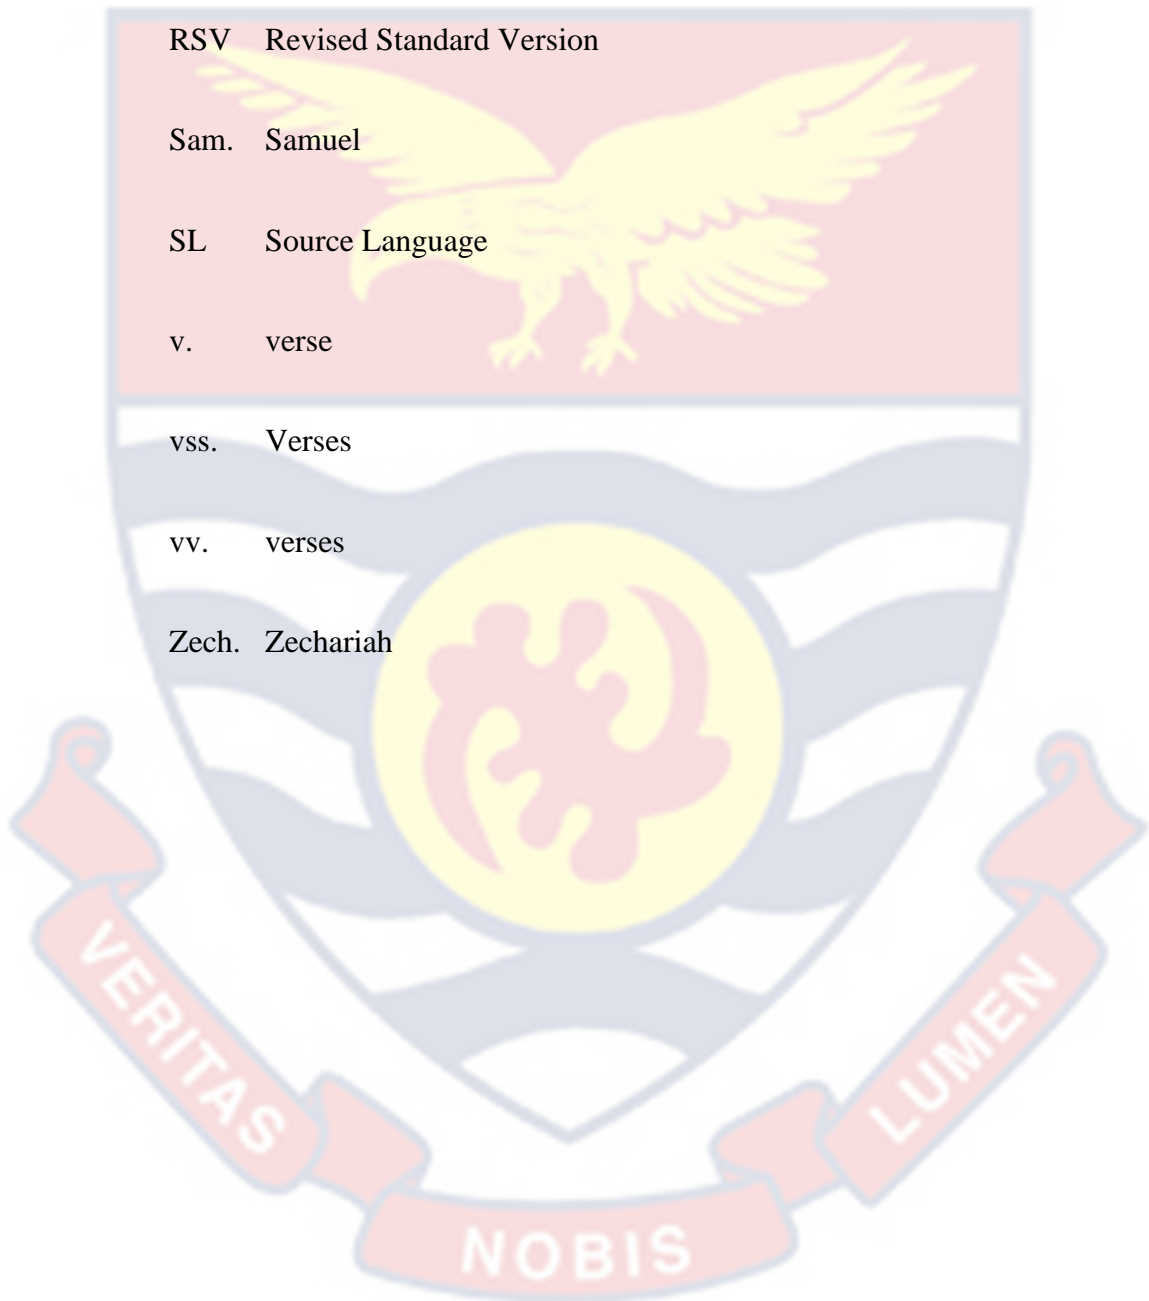 RSV Revised Standard Version
Sam. Samuel
SL Source Language
v. verse
vss. Verses
vv. verses
Zech. Zechariah
VERITAS
NOBIS
LUMEN